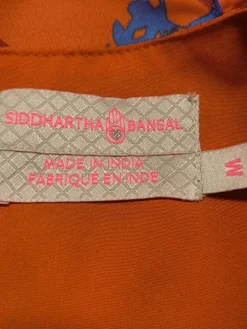 SIDDHARTHA BANSAL
MADE IN INDIA
FABRIQUE EN INDE
M